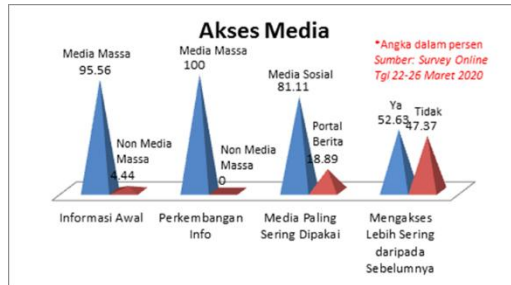 Akses Media
*Angka dalam persen
Sumber: Survey Online
Tgl 22-26 Maret 2020
Media Massa
95.56
Non Media
Massa
4.44
Media Massa
100
Non Media
Massa
0
Media Sosial
81.11
Portal
Berita
18.89
Ya
52.63
Tidak
47.37
Informasi Awal
Perkembangan
Info
Media Paling
Sering Dipakai
Mengakses
Lebih Sering
daripada
Sebelumnya